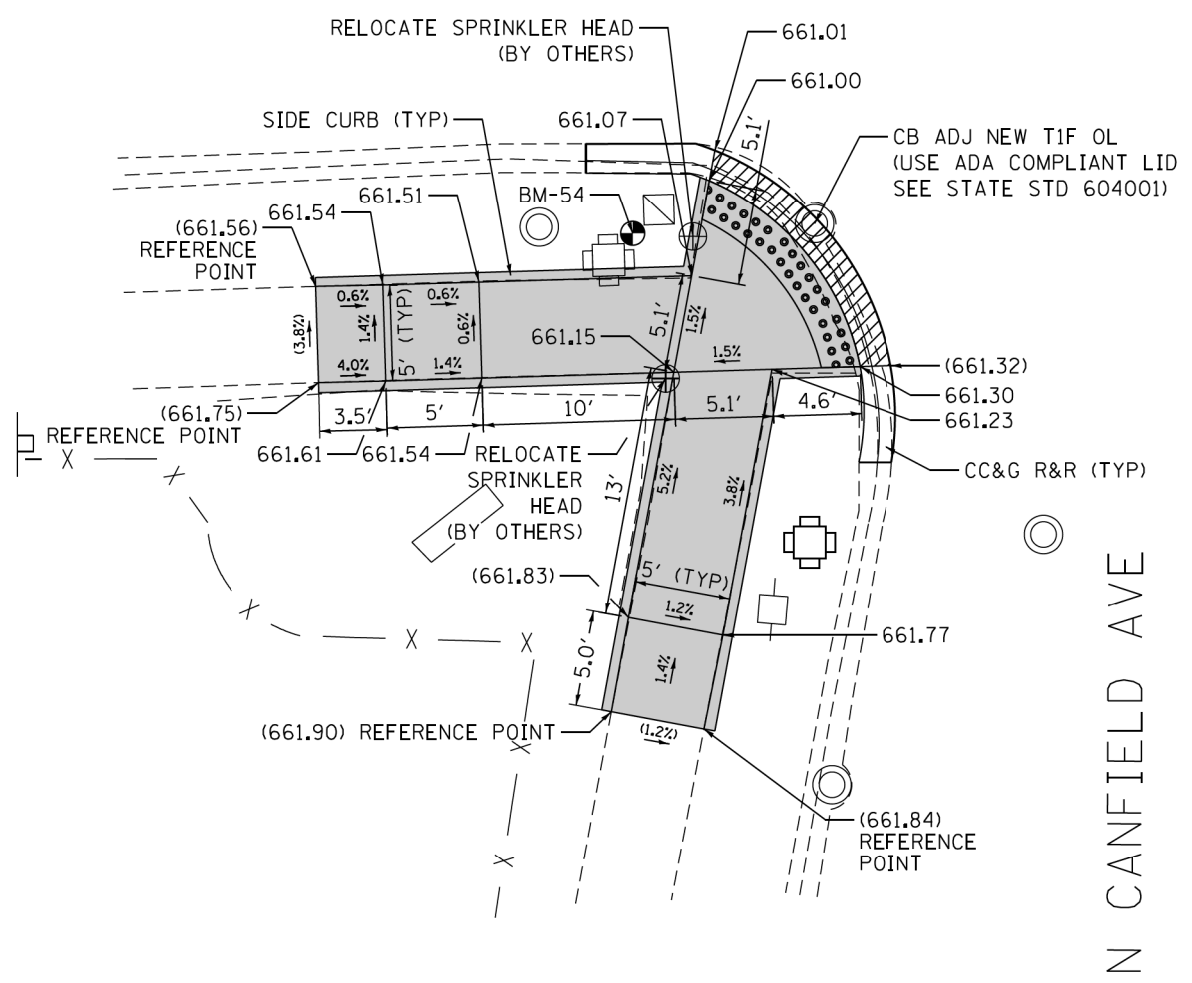 RELOCATE SPRINKLER HEAD
(BY OTHERS)
661.01
661.00
SIDE CURB (TYP)
661.07
5.1'
CB ADJ NEW T1F OL
(USE ADA COMPLIANT LID
SEE STATE STD 604001)
661.51
BM-54
661.54
(661.56)
REFERENCE
POINT
0.6%
0.6%
(3.8%)
1.4%
5' (TYP)
0.6%
4.0%
1.4%
661.15
5.1'
1.5%
1.5%
(661.32)
661.30
661.23
(661.75)
REFERENCE POINT
3.5'
5'
10'
5.1'
4.6'
661.61
661.54
RELOCATE
SPRINKLER
HEAD
(BY OTHERS)
13'
5.2%
3.8%
CC&G R&R (TYP)
X
X
X
X
X
X
X
(661.83)
5' (TYP)
1.2%
661.77
5.0'
1.4%
(661.90) REFERENCE POINT
(1.2%)
(661.84)
REFERENCE
POINT
N CANFIELD AVE